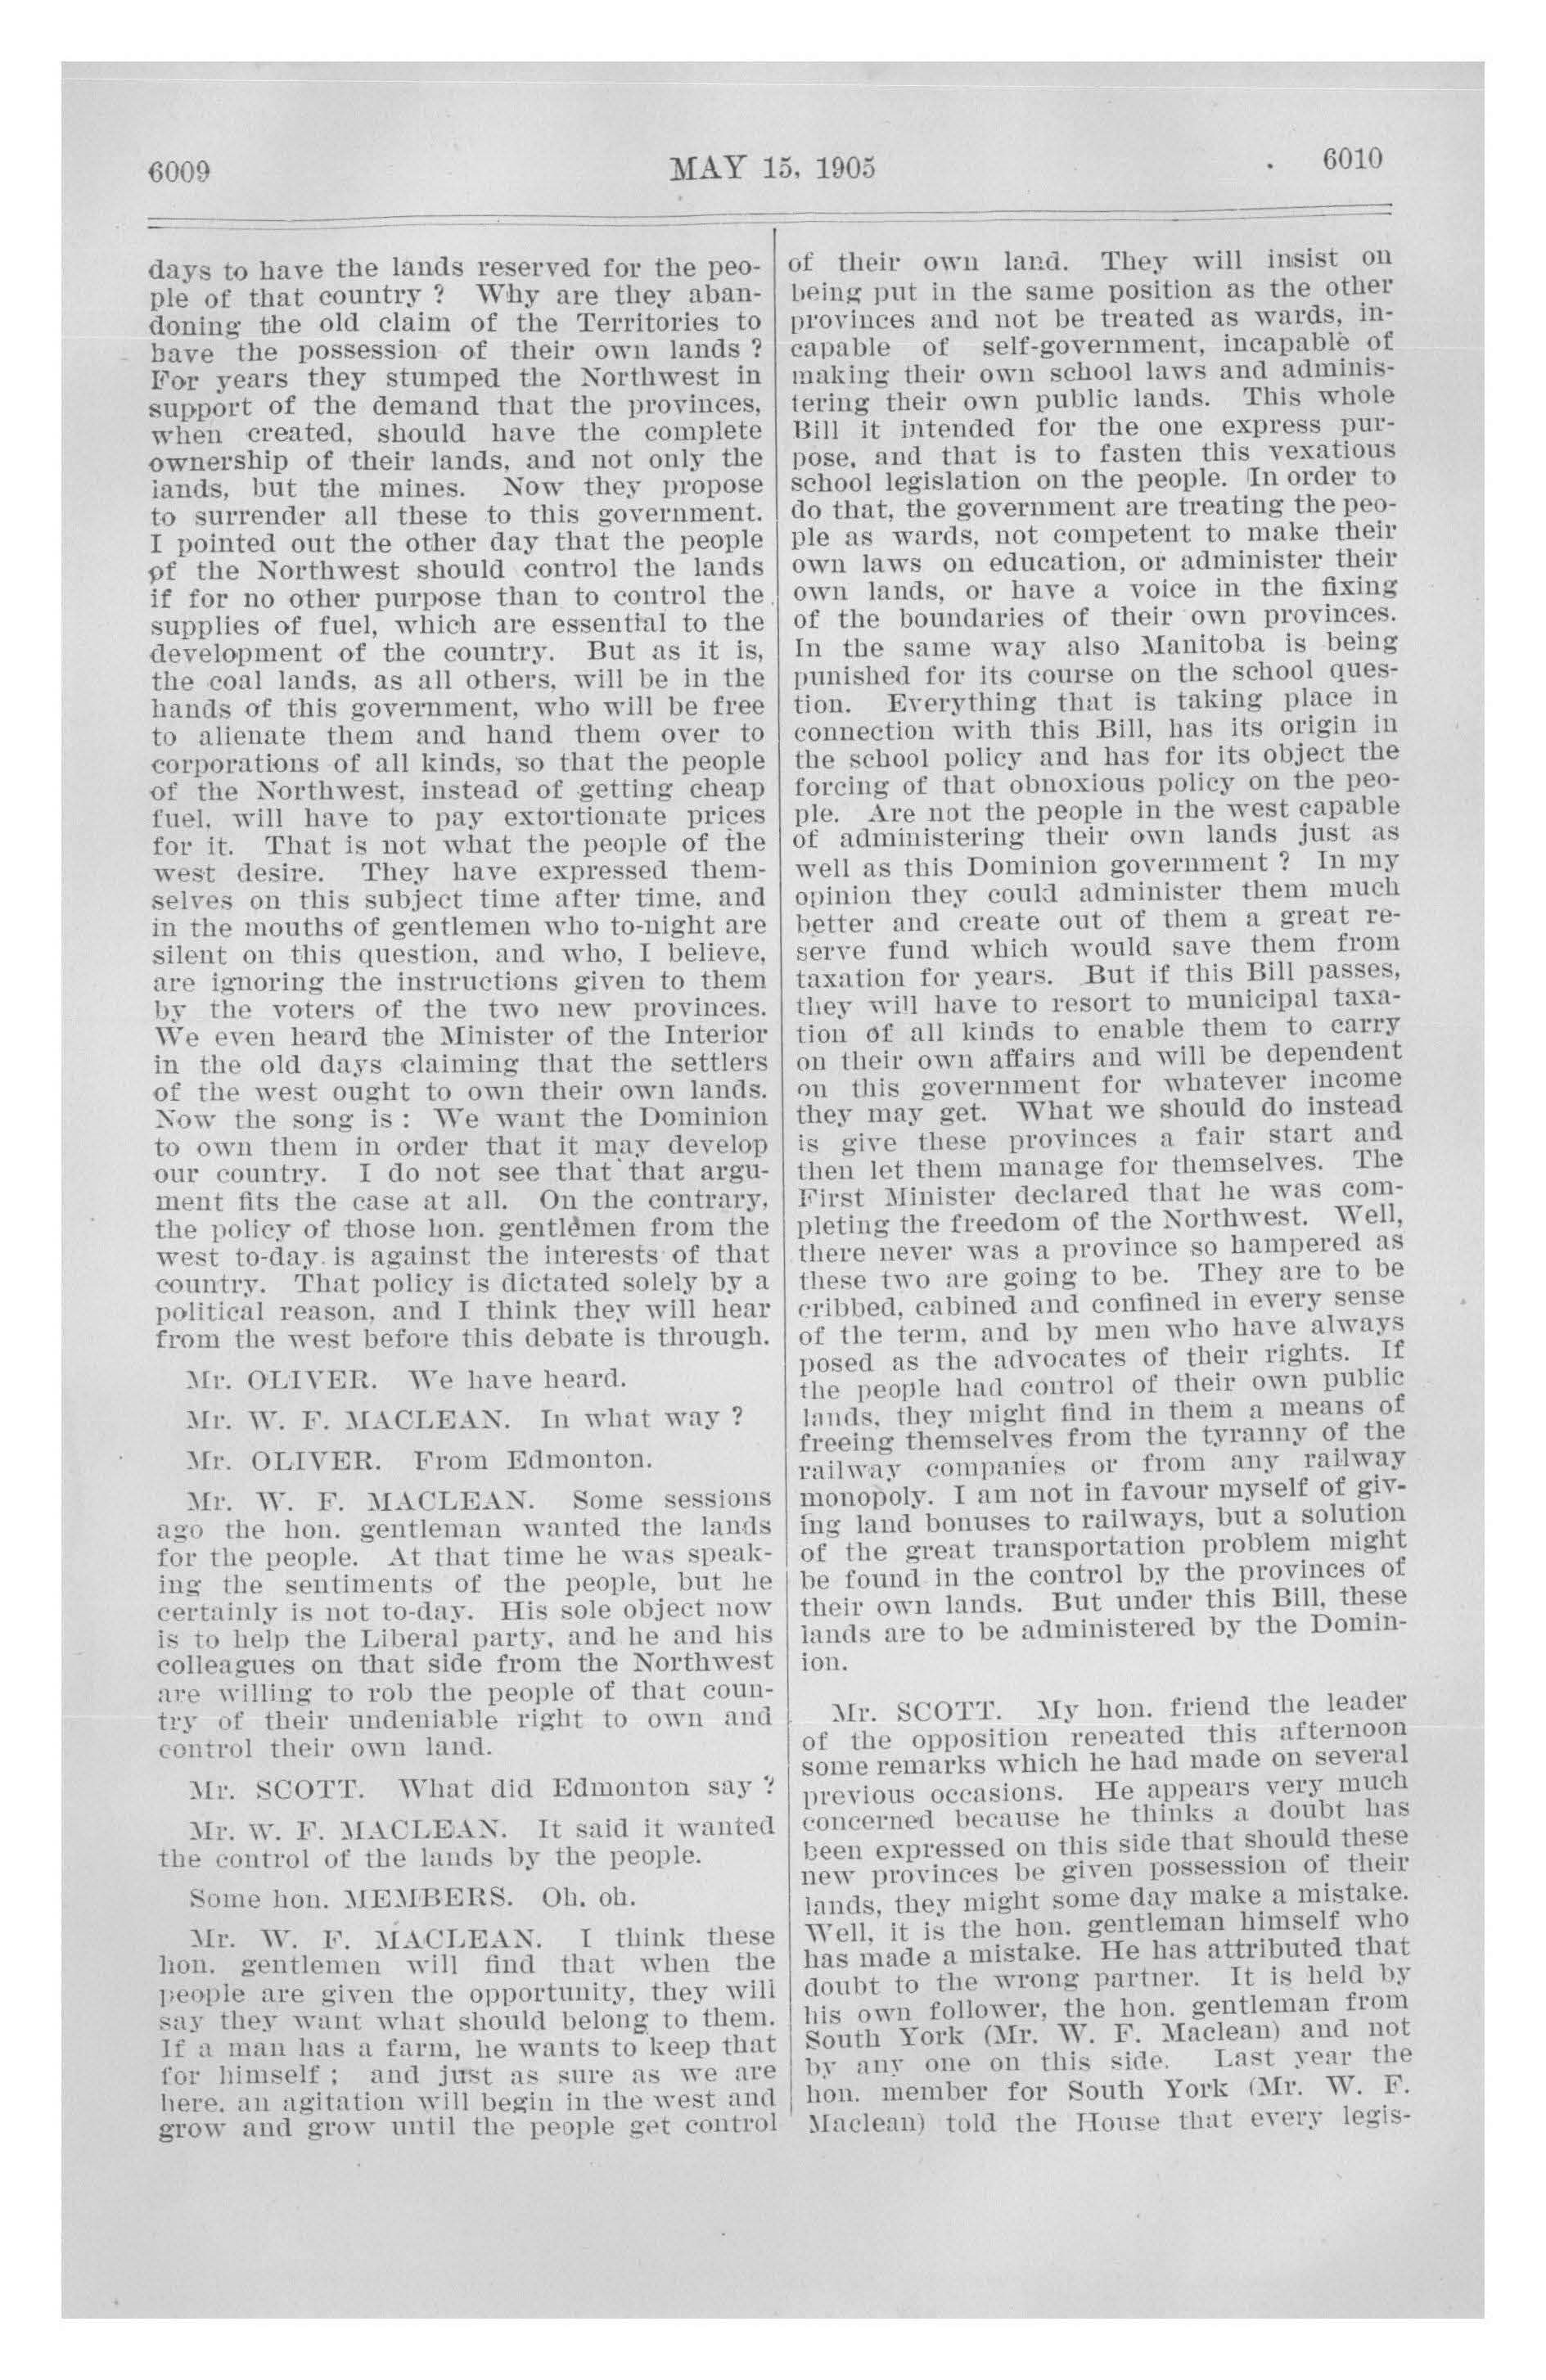 6009
MAY 15, 1905
6010
days to have the lands reserved for the peo-
ple of that country ? Why are they aban-
doning the old claim of the Territories to
have the possession of their own lands ?
For years they stumped the Northwest in
support of the demand that the provinces,
when created, should have the complete
ownership of their lands, and not only the
lands, but the mines. Now they propose
to surrender all these to this government.
I pointed out the other day that the people
of the Northwest should control the lands
if for no other purpose than to control the
supplies of fuel, which are essential to the
development of the country. But as it is,
the coal lands, as all others, will be in the
hands of this government, who will be free
to alienate them and hand them over to
corporations of all kinds, so that the people
of the Northwest, instead of getting cheap
fuel, will have to pay extortionate prices
for it. That is not what the people of the
west desire. They have expressed them-
selves on this subject time after time, and
in the mouths of gentlemen who to-night are
silent on this question, and who, I believe,
are ignoring the instructions given to them
by the voters of the two new provinces.
We even heard the Minister of the Interior
in the old days claiming that the settlers
of the west ought to own their own lands.
Now the song is : We want the Dominion
to own them in order that it may develop
our country. I do not see that that argu-
ment fits the case at all. On the contrary,
the policy of those hon. gentlemen from the
west to-day is against the interests of that
country. That policy is dictated solely by a
political reason, and I think they will hear
from the west before this debate is through.
Mr. OLIVER. We have heard.
Mr. W. F. MACLEAN. In what way ?
Mr. OLIVER. From Edmonton.
Mr. W. F. MACLEAN. Some sessions
ago the hon. gentleman wanted the lands
for the people. At that time he was speak-
ing the sentiments of the people, but he
certainly is not to-day. His sole object now
is to help the Liberal party, and he and his
colleagues on that side from the Northwest
are willing to rob the people of that coun-
try of their undeniable right to own and
control their own land.
Mr. SCOTT. What did Edmonton say ?
Mr. W. F. MACLEAN. It said it wanted
the control of the lands by the people.
Some hon. MEMBERS. Oh, oh.
Mr. W. F. MACLEAN. I think these
hon. gentlemen will find that when the
people are given the opportunity, they will
say they want what should belong to them.
If a man has a farm, he wants to keep that
for himself ; and just as sure as we are
here, an agitation will begin in the west and
grow and grow until the people get control
of their own land. They will insist on
being put in the same position as the other
provinces and not be treated as wards, in-
capable of self-government, incapable of
making their own school laws and adminis-
tering their own public lands. This whole
Bill it intended for the one express pur-
pose, and that is to fasten this vexatious
school legislation on the people. In order to
do that, the government are treating the peo-
ple as wards, not competent to make their
own laws on education, or administer their
own lands, or have a voice in the fixing
of the boundaries of their own provinces.
In the same way also Manitoba is being
punished for its course on the school ques-
tion. Everything that is taking place in
connection with this Bill, has its origin in
the school policy and has for its object the
forcing of that obnoxious policy on the peo-
ple. Are not the people in the west capable
of administering their own lands just as
well as this Dominion government ? In my
opinion they could administer them much
better and create out of them a great re-
serve fund which would save them from
taxation for years. But if this Bill passes,
they will have to resort to municipal taxa-
tion of all kinds to enable them to carry
on their own affairs and will be dependent
on this government for whatever income
they may get. What we should do instead
is give these provinces a fair start and
then let them manage for themselves. The
First Minister declared that he was com-
pleting the freedom of the Northwest. Well,
there never was a province so hampered as
these two are going to be. They are to be
cribbed, cabined and confined in every sense
of the term, and by men who have always
posed as the advocates of their rights. If
the people had control of their own public
lands, they might find in them a means of
freeing themselves from the tyranny of the
railway companies or from any railway
monopoly. I am not in favour myself of giv-
ing land bonuses to railways, but a solution
of the great transportation problem might
be found in the control by the provinces of
their own lands. But under this Bill, these
lands are to be administered by the Domin-
ion.
Mr. SCOTT. My hon. friend the leader
of the opposition repeated this afternoon
some remarks which he had made on several
previous occasions. He appears very much
concerned because he thinks a doubt has
been expressed on this side that should these
new provinces be given possession of their
lands, they might some day make a mistake.
Well, it is the hon. gentleman himself who
has made a mistake. He has attributed that
doubt to the wrong partner. It is held by
his own follower, the hon. gentleman from
South York (Mr. W. F. Maclean) and not
by any one on this side. Last year the
hon. member for South York (Mr. W. F.
Maclean) told the House that every legis-